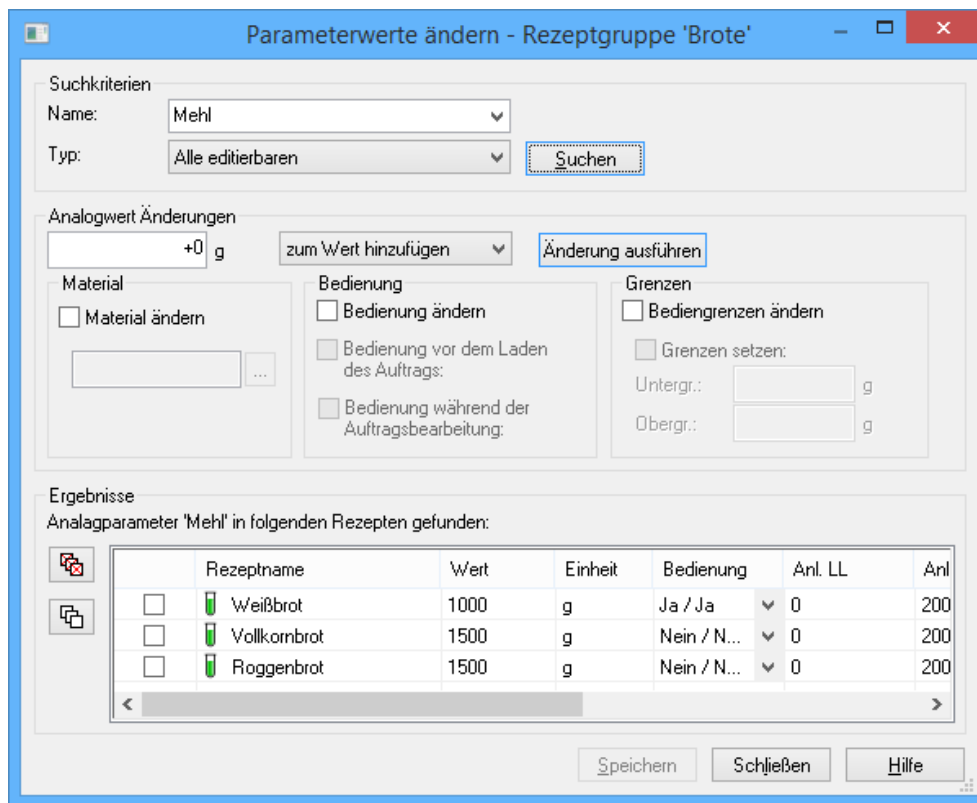 Parameterwerte ändern - Rezeptgruppe 'Brote'
Suchkriterien
Name: Mehl
Typ: Alle editierbaren Suchen
Analogwert Änderungen
+0 g zum Wert hinzufügen Änderung ausführen
Material Bedienung Grenzen
Material ändern Bedienung ändern Bediengrenzen ändern
... Bedienung vor dem Laden Grenzen setzen:
des Auftrags:
Untergr.: g
Bedienung während der
Auftragsbearbeitung:
Obergr.: g
Ergebnisse
Analagparameter 'Mehl' in folgenden Rezepten gefunden:
Rezeptname Wert Einheit Bedienung Anl. LL Anl
Weißbrot 1000 g Ja / Ja 0 200
Vollkornbrot 1500 g Nein / N... 0 200
Roggenbrot 1500 g Nein / N... 0 200
Speichern Schließen Hilfe